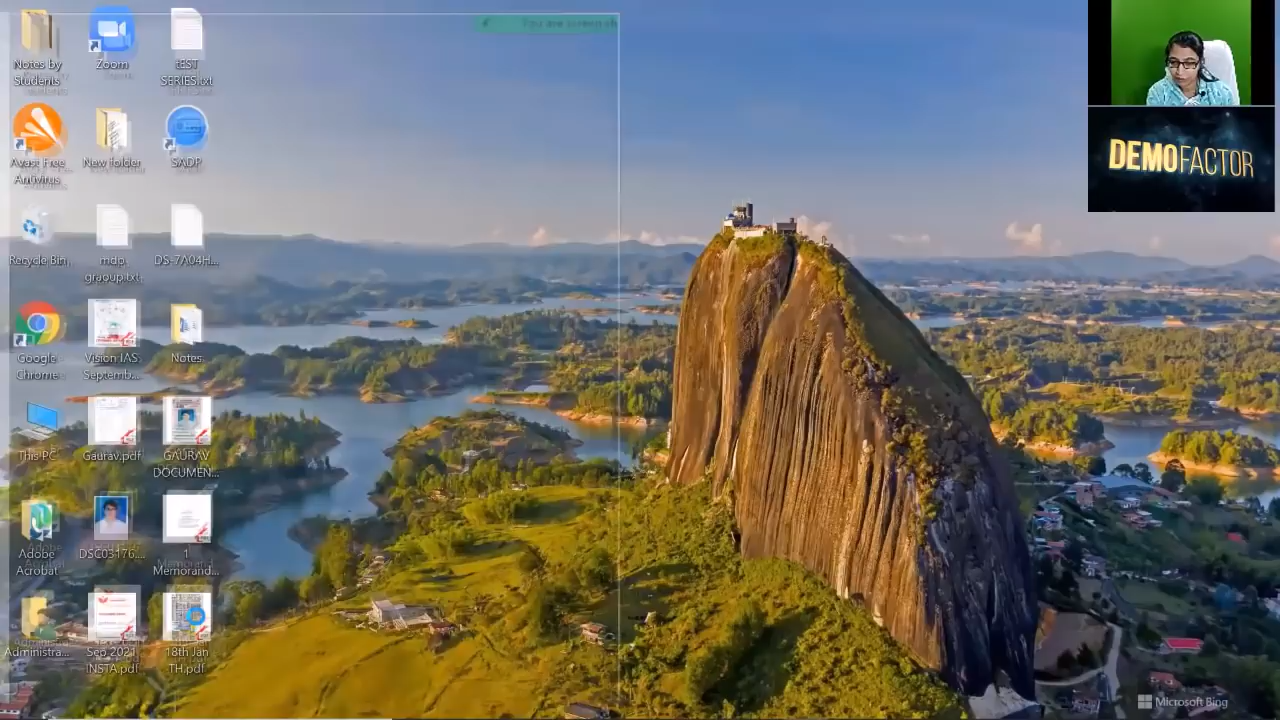 Notes by
Students
Zoom
tEST
SERIES.txt
Avast Free
Antivirus
New folder
SADP
Recycle Bin
mdp
graoup.txt
DS-7A04H...
Google
Chrome
Vision IAS
Septemb...
Notes
This PC
Gaurav.pdf
GAURAV
DOCUMEN...
Adobe
Acrobat
DSC03176...
1
Memorand...
Administra...
Sep 2021
INSTA.pdf
18th Jan
TH.pdf
DEMOFACTOR
Microsoft Bing